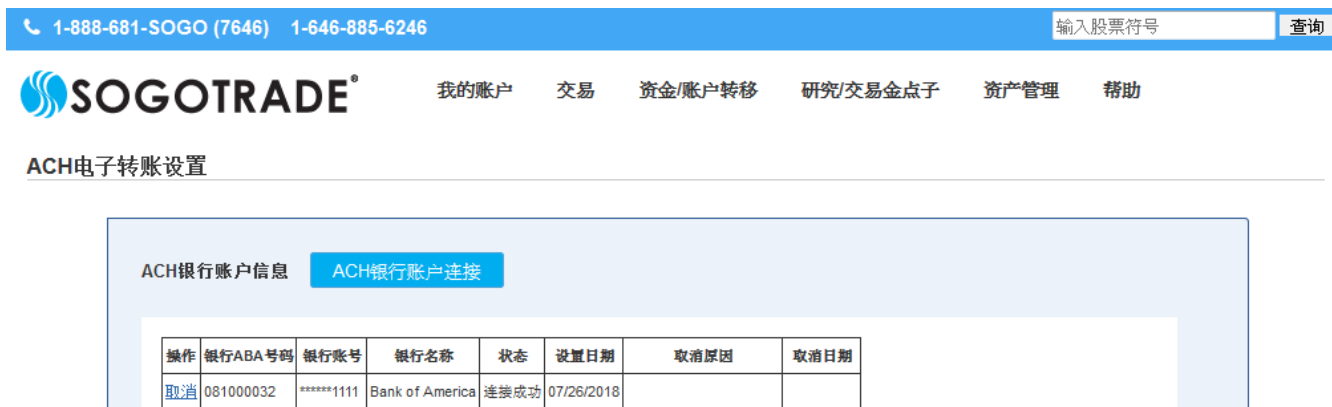 1-888-681-SOGO (7646) 1-646-885-6246 输入股票符号 查询
SOGOTRADE® 我的账户 交易 资金/账户转移 研究/交易金点子 资产管理 帮助
ACH电子转账设置
ACH银行账户信息 ACH银行账户连接
操作 银行ABA号码 银行账号 银行名称 状态 设置日期 取消原因 取消日期
取消 081000032 ******1111 Bank of America 连接成功 07/26/2018